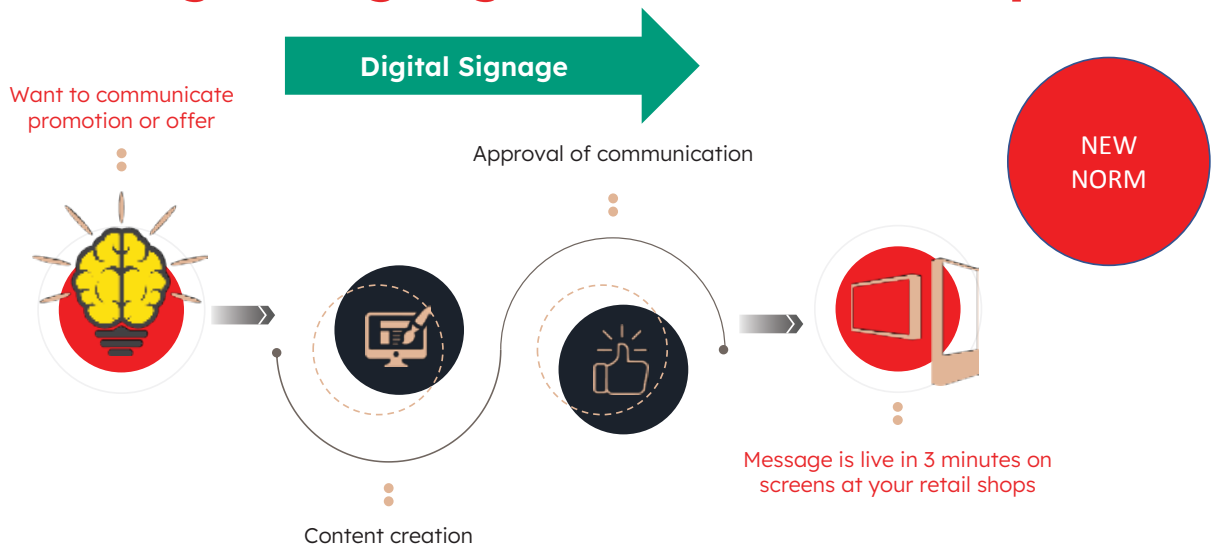 Digital Signage
Want to communicate
promotion or offer
Approval of communication
NEW
NORM
Message is live in 3 minutes on
screens at your retail shops
Content creation